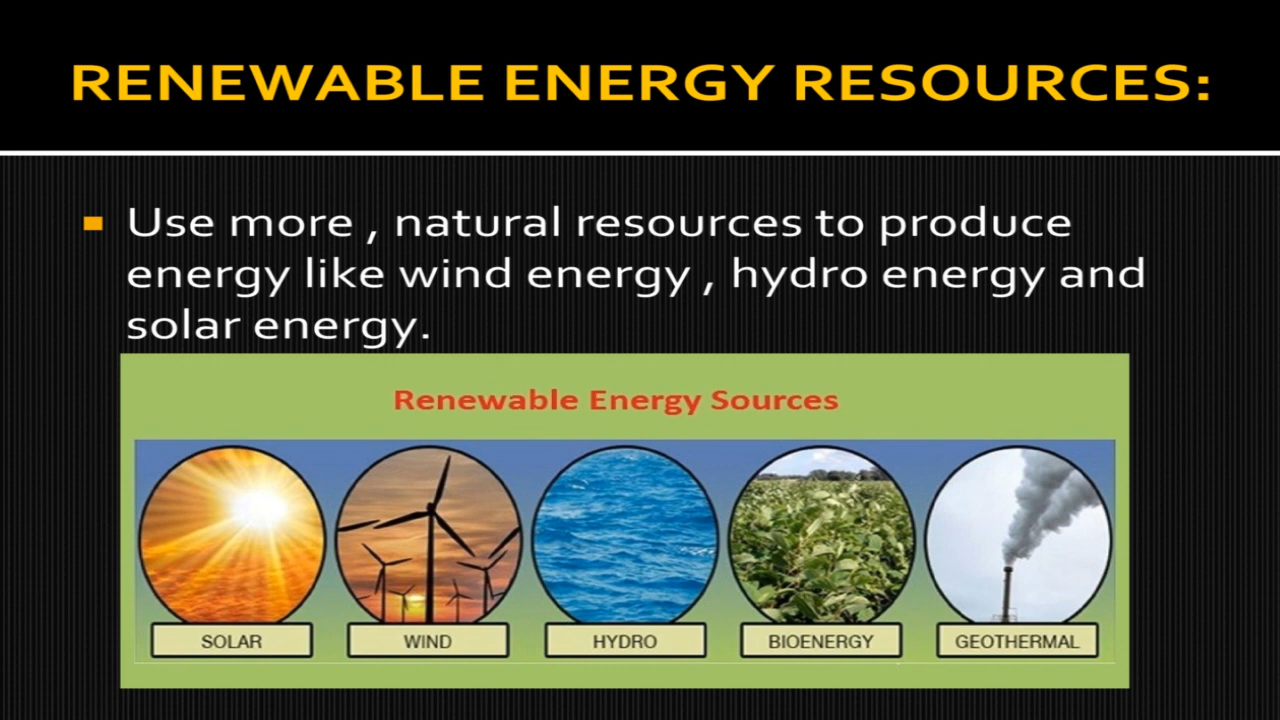 RENEWABLE ENERGY RESOURCES:
Use more , natural resources to produce
energy like wind energy , hydro energy and
solar energy.
Renewable Energy Sources
SOLAR
WIND
HYDRO
BIOENERGY
GEOTHERMAL